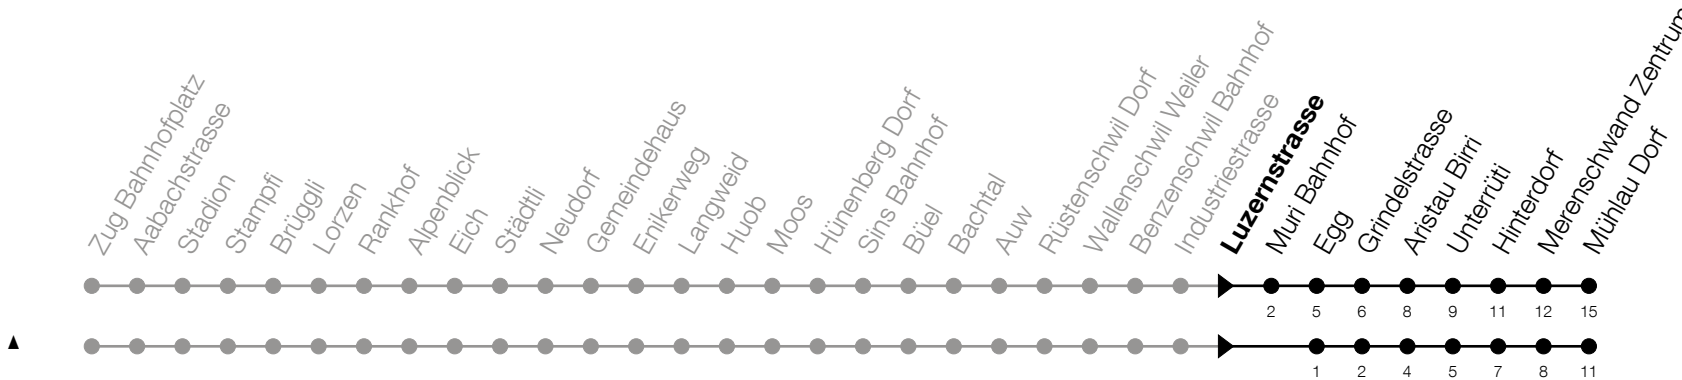 Zug Bahnhofplatz
Aabachstrasse
Stadion
Stampfi
Brüggli
Lorzen
Rankhof
Alpenblick
Eich
Städtli
Neudorf
Gemeindehaus
Enikerweg
Langweid
Huob
Moos
Hünenberg Dorf
Sins Bahnhof
Büel
Bachtal
Auw
Rüstenschwil Dorf
Wallenschwil Weiler
Benzenschwil Bahnhof
Industriestrasse
Luzernstrasse
Muri Bahnhof
Egg
Grindelstrasse
Aristau Birri
Unterrüti
Hinterdorf
Merenschwand Zentrum
Mühlau Dorf
2 5 6 8 9 11 12 15
1 2 4 5 7 8 11